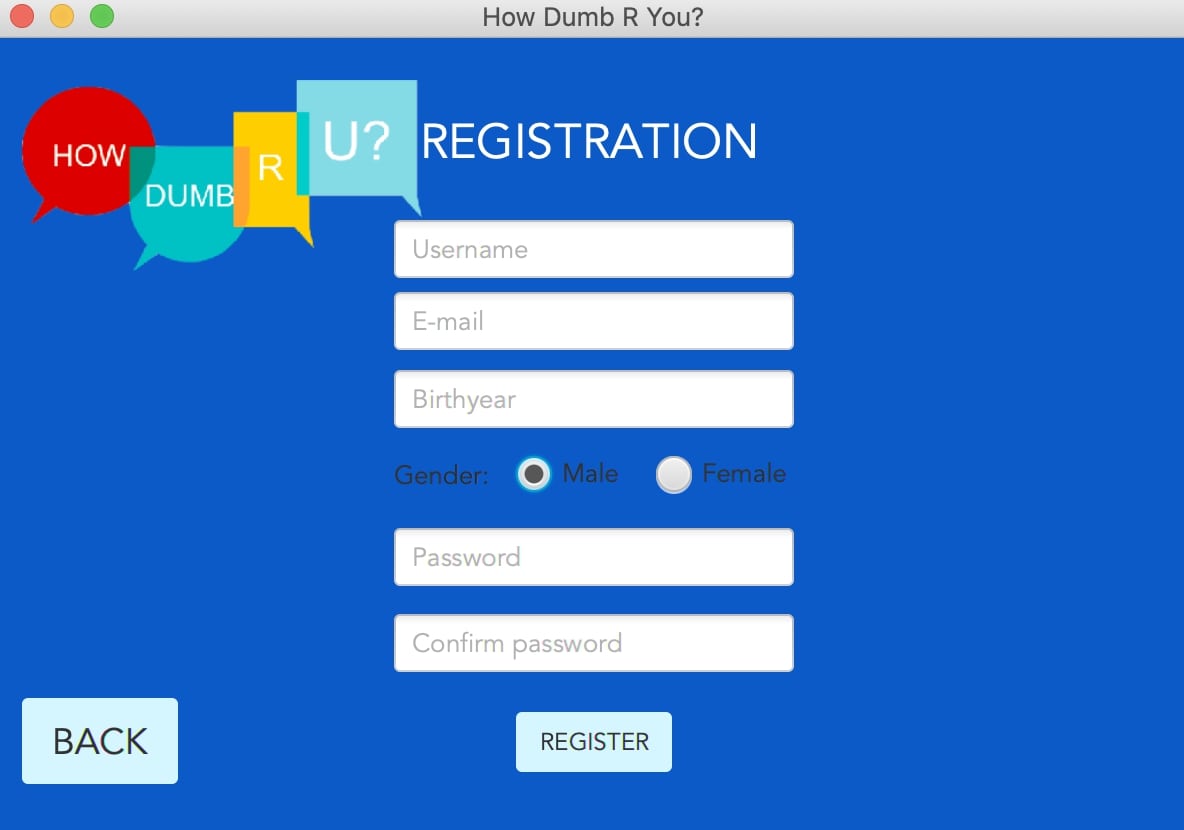 How Dumb R You?
HOW
DUMB
R
U?
REGISTRATION
Username
E-mail
Birthyear
Gender: Male Female
Password
Confirm password
BACK
REGISTER